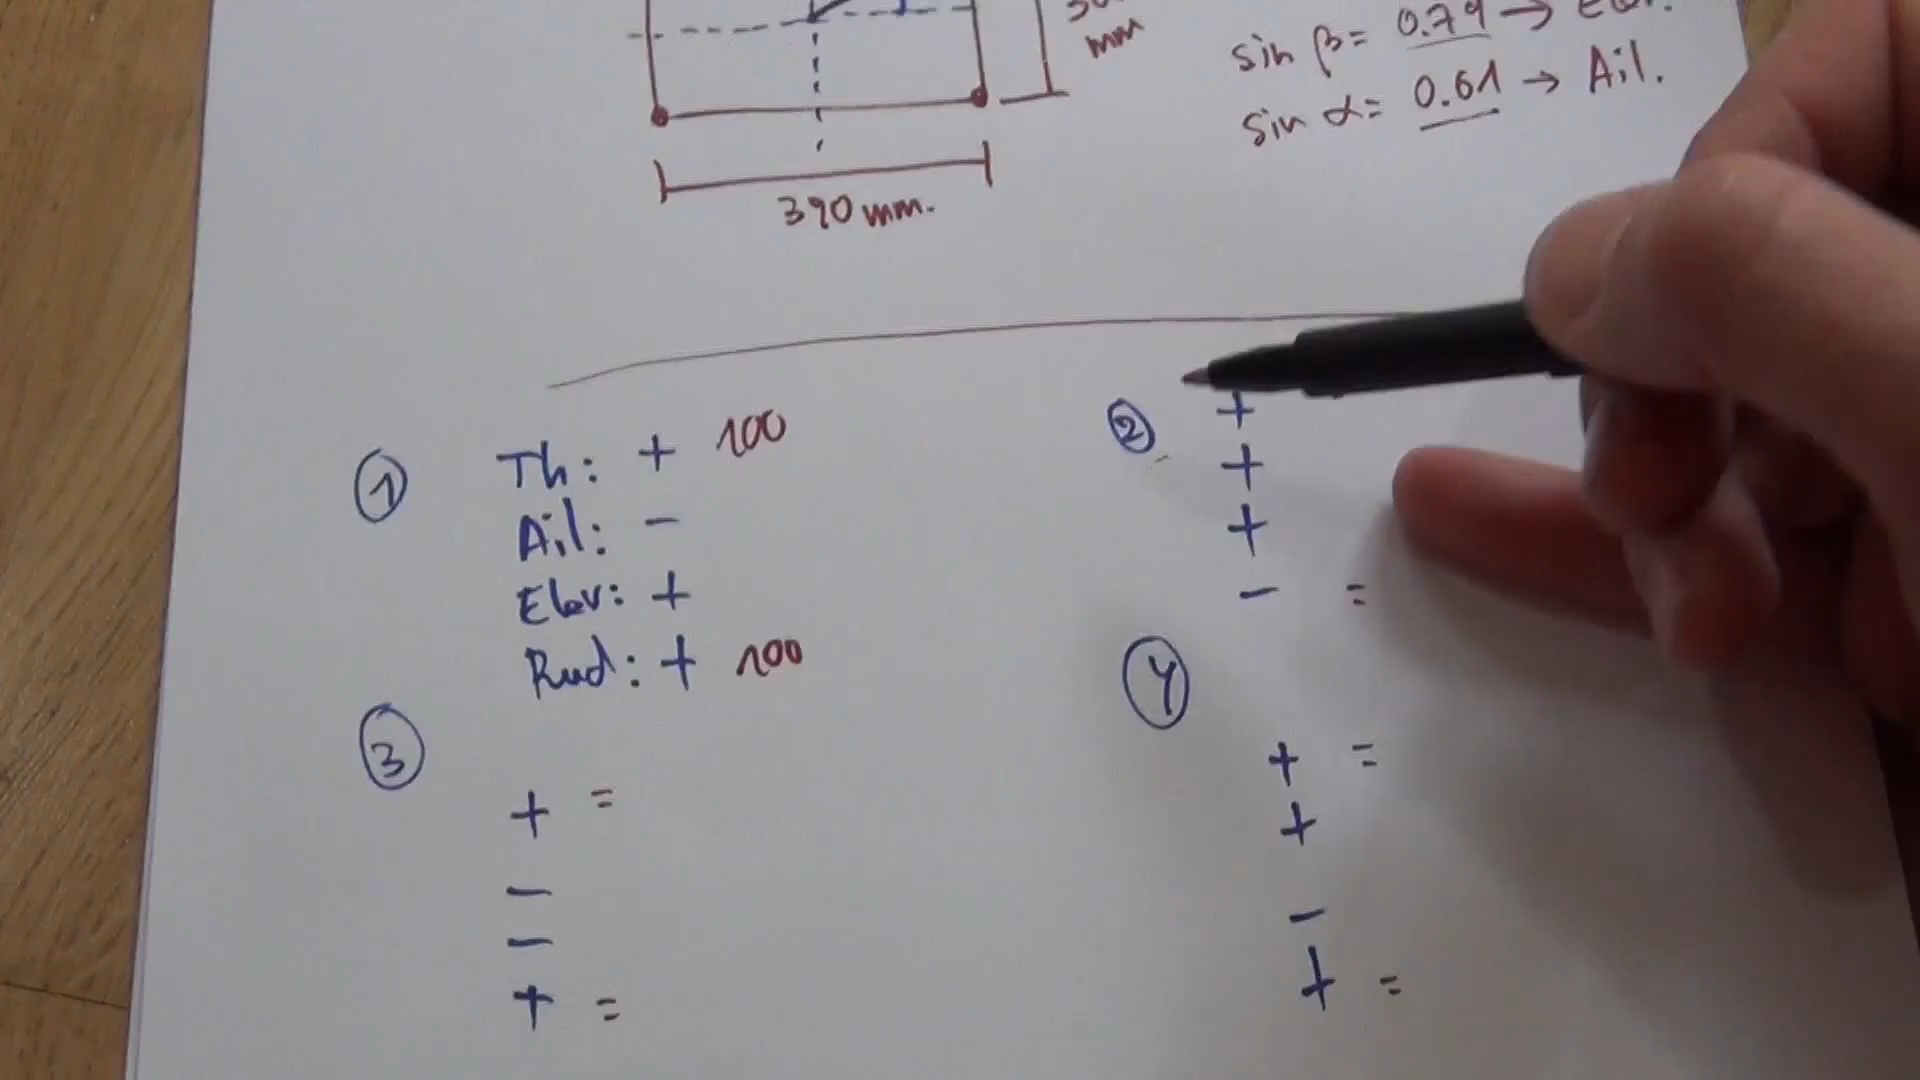 mm
390 mm.
sin β = 0.79 →
sin α = 0.61 → Ail.
① Th: + 100
Ail: -
Elev: +
Rud: + 100
② +
+
+
- =
③
+ =
-
-
+ =
④
+ =
+
-
+ =